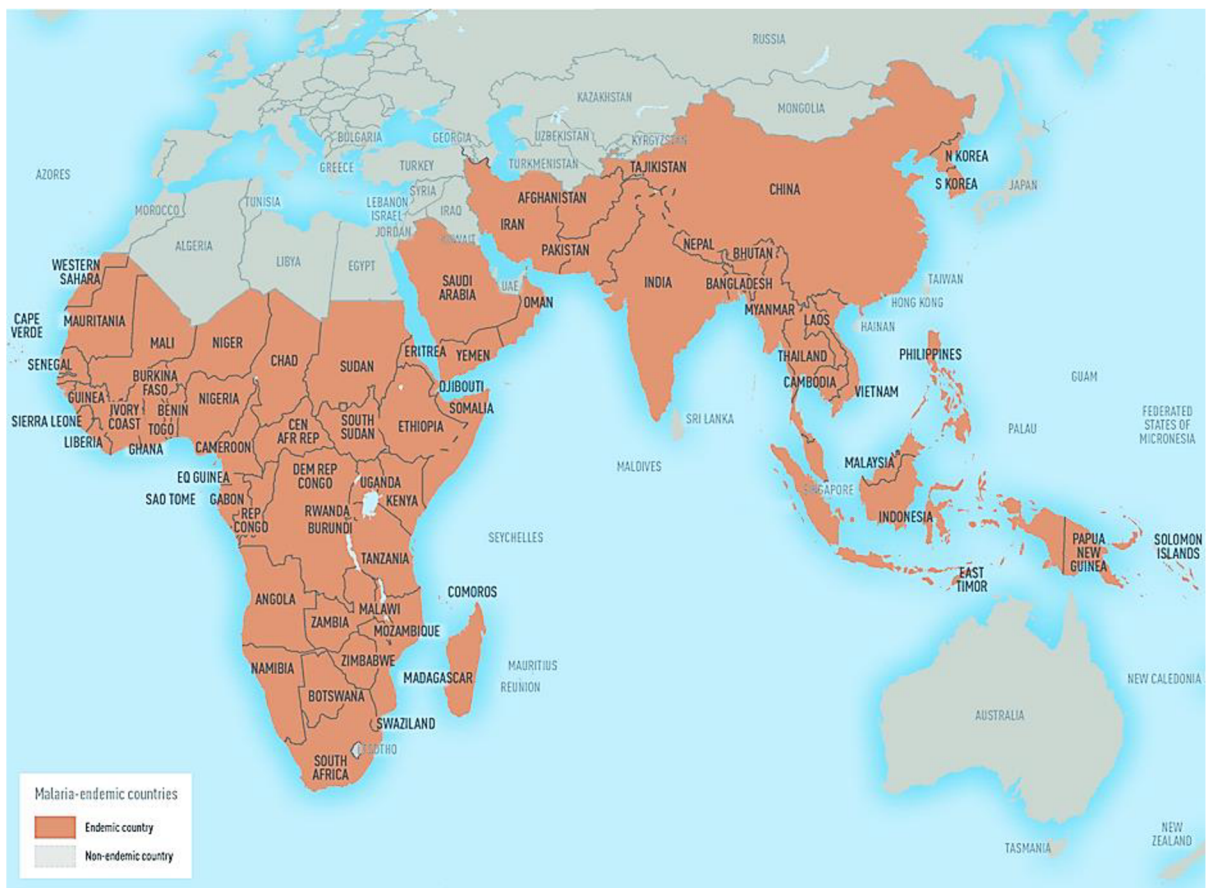 RUSSIA
KAZAKHSTAN
MONGOLIA
BULGARIA
GEORGIA
UZBEKISTAN
KYRGYZSTAN
GREECE
TURKEY
TURKMENISTAN
TAJIKISTAN
N KOREA
S KOREA
JAPAN
CHINA
AZORES
TUNISIA
SYRIA
LEBANON
ISRAEL
JORDAN
IRAQ
KUWAIT
AFGHANISTAN
IRAN
PAKISTAN
MOROCCO
ALGERIA
LIBYA
EGYPT
NEPAL
BHUTAN
WESTERN
SAHARA
SAUDI
ARABIA
UAE
OMAN
INDIA
BANGLADESH
MYANMAR
TAIWAN
HONG KONG
LAOS
HAINAN
CAPE
VERDE
MAURITANIA
MALI
NIGER
CHAD
SUDAN
ERITREA
YEMEN
THAILAND
PHILIPPINES
SENEGAL
BURKINA
FASO
GUINEA
IVORY
COAST
BENIN
TOGO
NIGERIA
DJIBOUTI
SOMALIA
CAMBODIA
VIETNAM
GUAM
SIERRA LEONE
LIBERIA
GHANA
CAMEROON
CEN
AFR REP
SOUTH
SUDAN
ETHIOPIA
SRI LANKA
PALAU
FEDERATED
STATES OF
MICRONESIA
EQ GUINEA
SAO TOME
GABON
REP
CONGO
DEM REP
CONGO
UGANDA
KENYA
RWANDA
BURUNDI
MALDIVES
MALAYSIA
SINGAPORE
INDONESIA
SEYCHELLES
TANZANIA
PAPUA
NEW
GUINEA
SOLOMON
ISLANDS
EAST
TIMOR
COMOROS
ANGOLA
ZAMBIA
MALAWI
MOZAMBIQUE
NAMIBIA
ZIMBABWE
MADAGASCAR
MAURITIUS
REUNION
BOTSWANA
SWAZILAND
NEW CALEDONIA
AUSTRALIA
SOUTH
AFRICA
LESOTHO
TASMANIA
NEW
ZEALAND
Malaria-endemic countries
Endemic country
Non-endemic country